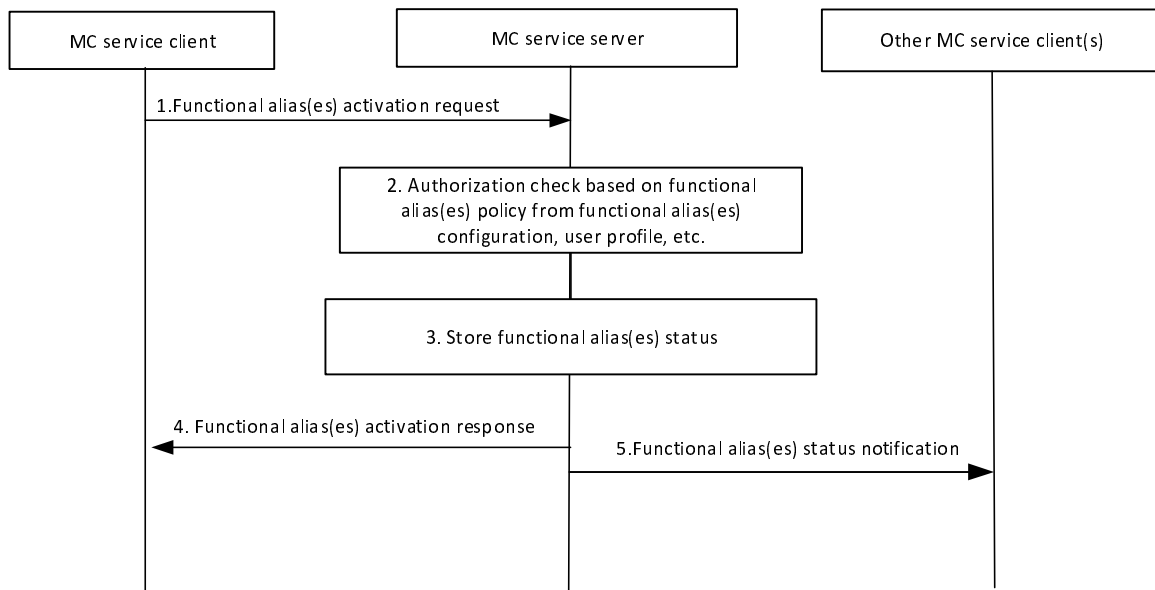 MC service client
MC service server
Other MC service client(s)
1.Functional alias(es) activation request
2. Authorization check based on functional
alias(es) policy from functional alias(es)
configuration, user profile, etc.
3. Store functional alias(es) status
4. Functional alias(es) activation response
5.Functional alias(es) status notification